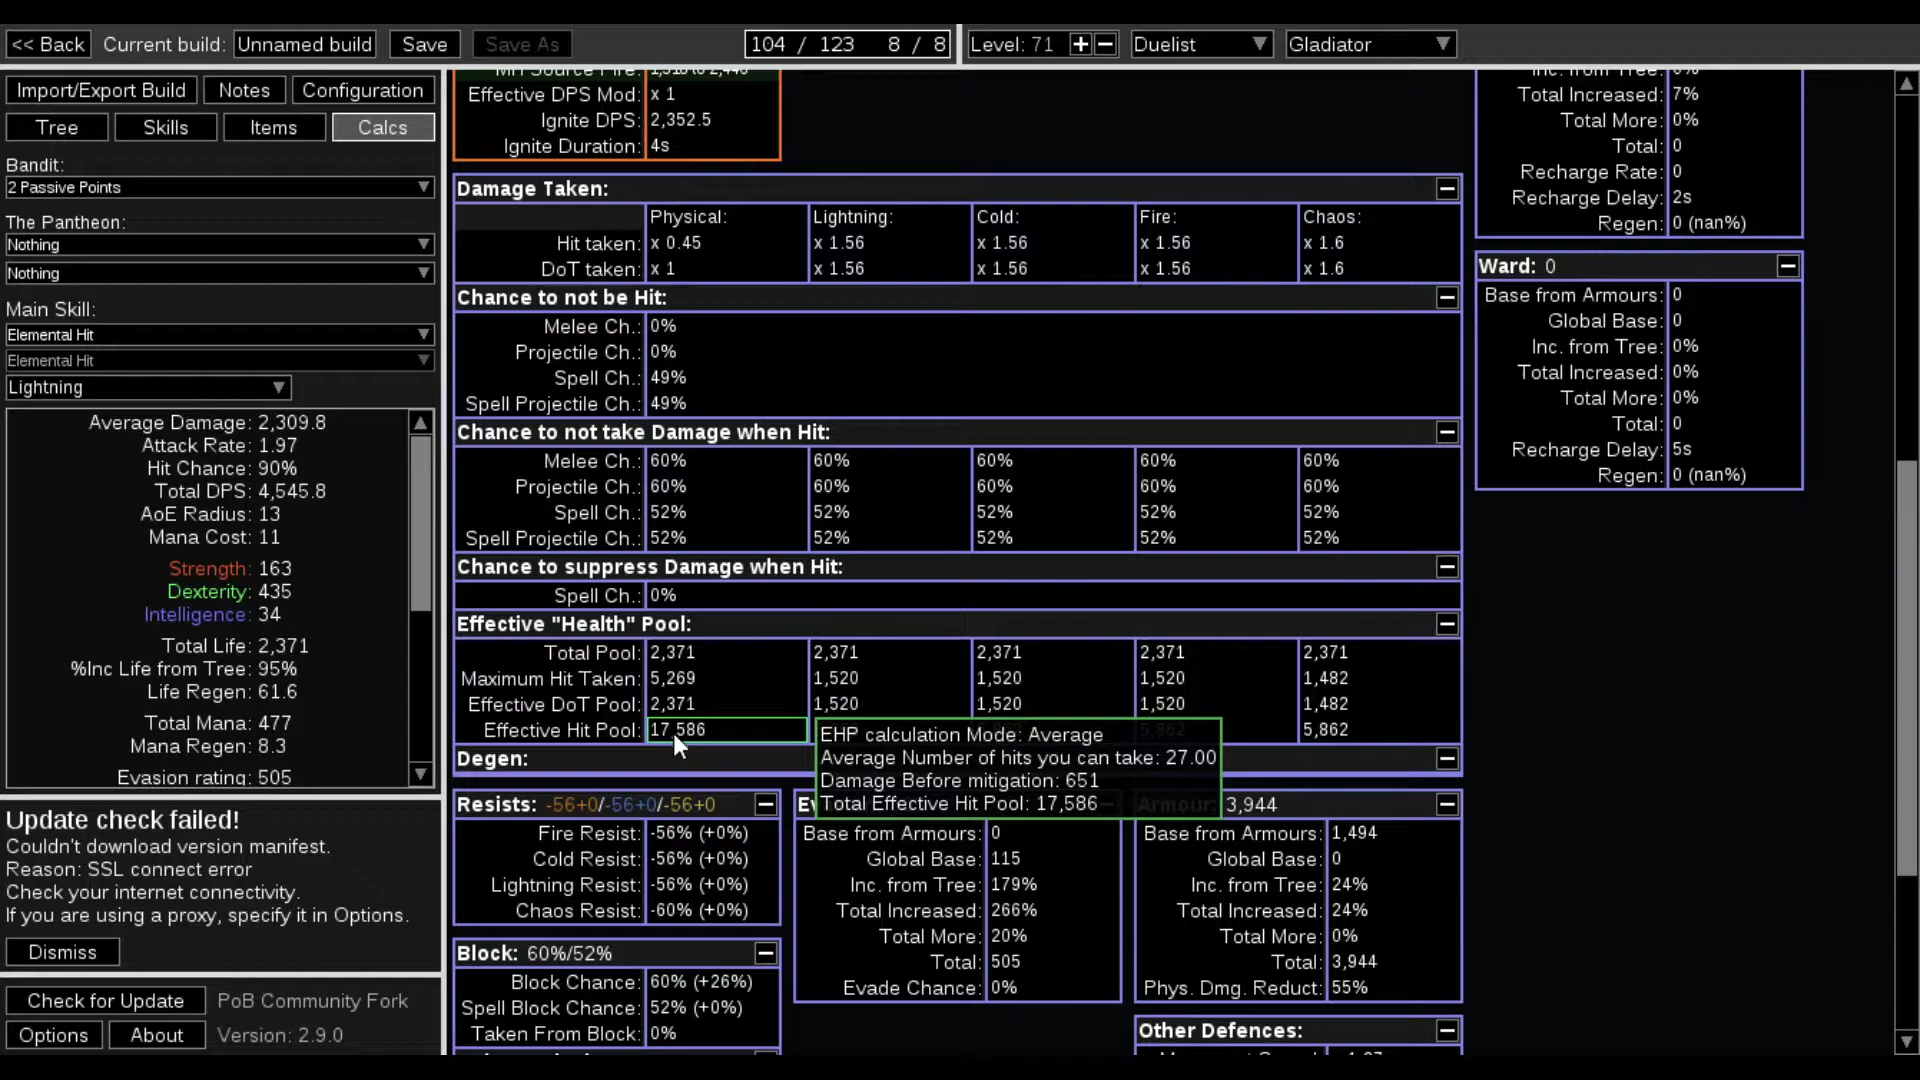 << Back Current build: Unnamed build Save Save As 104 / 123 8 / 8 Level: 71 + − Duelist Gladiator
Import/Export Build Notes Configuration
Tree Skills Items Calcs
Bandit:
2 Passive Points
The Pantheon:
Nothing
Nothing
Main Skill:
Elemental Hit
Elemental Hit
Lightning
Average Damage: 2,309.8
Attack Rate: 1.97
Hit Chance: 90%
Total DPS: 4,545.8
AoE Radius: 13
Mana Cost: 11
Strength: 163
Dexterity: 435
Intelligence: 34
Total Life: 2,371
%Inc Life from Tree: 95%
Life Regen: 61.6
Total Mana: 477
Mana Regen: 8.3
Evasion rating: 505
Update check failed!
Couldn't download version manifest.
Reason: SSL connect error
Check your internet connectivity.
If you are using a proxy, specify it in Options.
Dismiss
Check for Update PoB Community Fork
Options About Version: 2.9.0
Effective DPS Mod: x 1
Ignite DPS: 2,352.5
Ignite Duration: 4s
Damage Taken:
Physical: Lightning: Cold: Fire: Chaos:
Hit taken: x 0.45 x 1.56 x 1.56 x 1.56 x 1.6
DoT taken: x 1 x 1.56 x 1.56 x 1.56 x 1.6
Chance to not be Hit:
Melee Ch.: 0%
Projectile Ch.: 0%
Spell Ch.: 49%
Spell Projectile Ch.: 49%
Chance to not take Damage when Hit:
Melee Ch.: 60% 60% 60% 60% 60%
Projectile Ch.: 60% 60% 60% 60% 60%
Spell Ch.: 52% 52% 52% 52% 52%
Spell Projectile Ch.: 52% 52% 52% 52% 52%
Chance to suppress Damage when Hit:
Spell Ch.: 0%
Effective "Health" Pool:
Total Pool: 2,371 2,371 2,371 2,371 2,371
Maximum Hit Taken: 5,269 1,520 1,520 1,520 1,482
Effective DoT Pool: 2,371 1,520 1,520 1,520 1,482
Effective Hit Pool: 17,586 5,862 5,862
EHP calculation Mode: Average
Average Number of hits you can take: 27.00
Damage Before mitigation: 651
Total Effective Hit Pool: 17,586
Degen:
Resists: -56+0/-56+0/-56+0
Fire Resist: -56% (+0%)
Cold Resist: -56% (+0%)
Lightning Resist: -56% (+0%)
Chaos Resist: -60% (+0%)
Block: 60%/52%
Block Chance: 60% (+26%)
Spell Block Chance: 52% (+0%)
Taken From Block: 0%
Base from Armours: 0
Global Base: 115
Inc. from Tree: 179%
Total Increased: 266%
Total More: 20%
Total: 505
Evade Chance: 0%
Armour: 3,944
Base from Armours: 1,494
Global Base: 0
Inc. from Tree: 24%
Total Increased: 24%
Total More: 0%
Total: 3,944
Phys. Dmg. Reduct: 55%
Other Defences:
Total Increased: 7%
Total More: 0%
Total: 0
Recharge Rate: 0
Recharge Delay: 2s
Regen: 0 (nan%)
Ward: 0
Base from Armours: 0
Global Base: 0
Inc. from Tree: 0%
Total Increased: 0%
Total More: 0%
Total: 0
Recharge Delay: 5s
Regen: 0 (nan%)